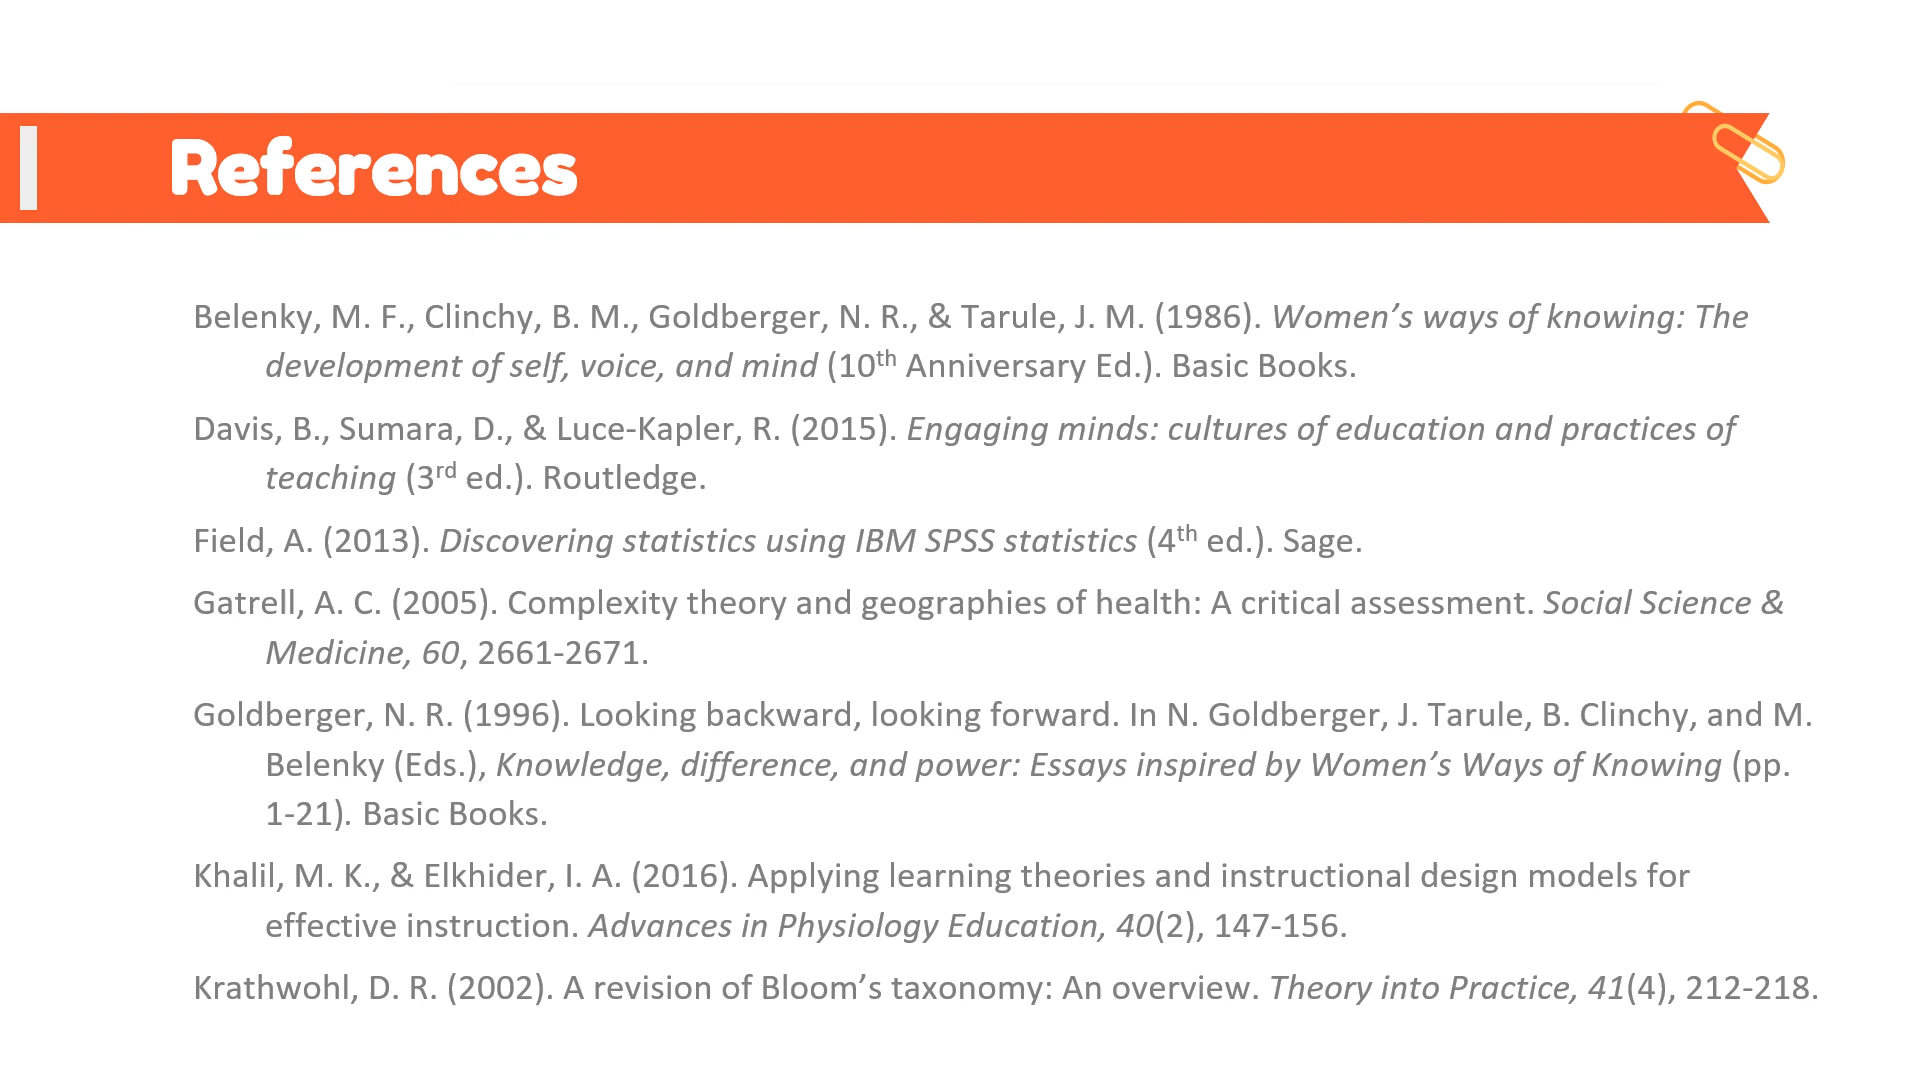 References
Belenky, M. F., Clinchy, B. M., Goldberger, N. R., & Tarule, J. M. (1986). Women’s ways of knowing: The
development of self, voice, and mind (10th Anniversary Ed.). Basic Books.
Davis, B., Sumara, D., & Luce-Kapler, R. (2015). Engaging minds: cultures of education and practices of
teaching (3rd ed.). Routledge.
Field, A. (2013). Discovering statistics using IBM SPSS statistics (4th ed.). Sage.
Gatrell, A. C. (2005). Complexity theory and geographies of health: A critical assessment. Social Science &
Medicine, 60, 2661-2671.
Goldberger, N. R. (1996). Looking backward, looking forward. In N. Goldberger, J. Tarule, B. Clinchy, and M.
Belenky (Eds.), Knowledge, difference, and power: Essays inspired by Women’s Ways of Knowing (pp.
1-21). Basic Books.
Khalil, M. K., & Elkhider, I. A. (2016). Applying learning theories and instructional design models for
effective instruction. Advances in Physiology Education, 40(2), 147-156.
Krathwohl, D. R. (2002). A revision of Bloom’s taxonomy: An overview. Theory into Practice, 41(4), 212-218.